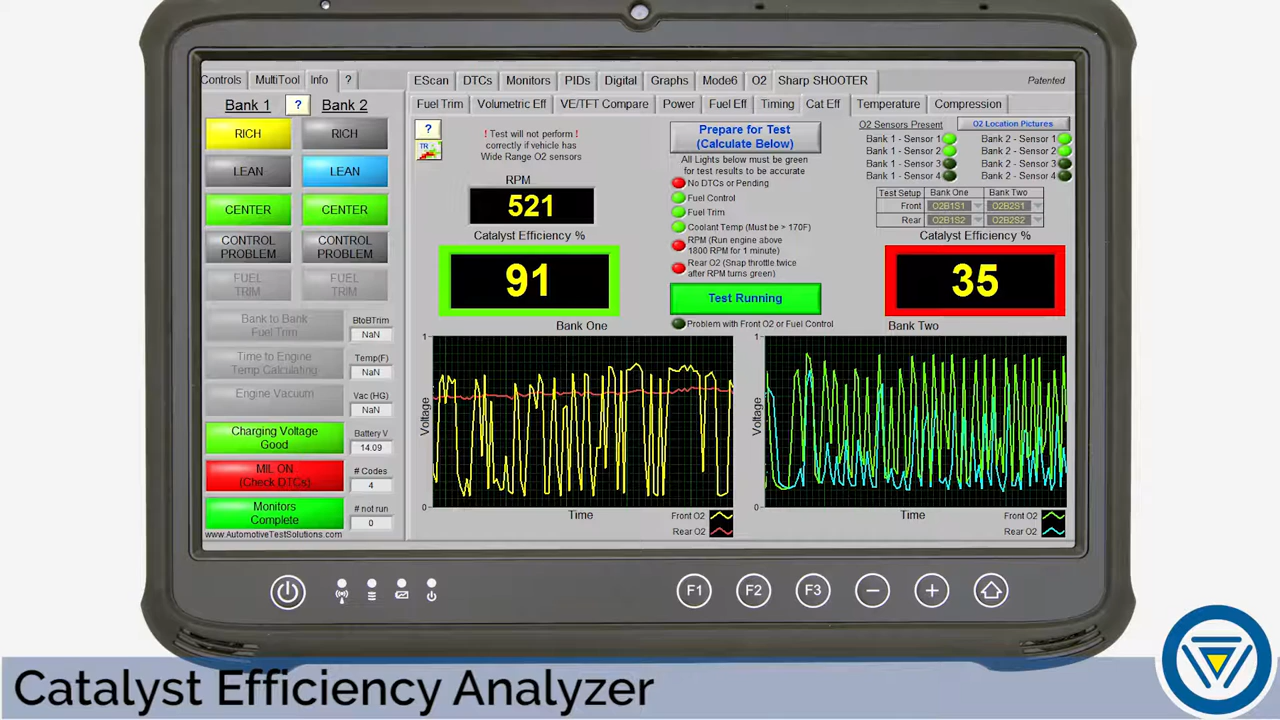 Controls MultiTool Info ?
EScan DTCs Monitors PIDs Digital Graphs Mode6 O2 Sharp SHOOTER Patented
Fuel Trim Volumetric Eff VE/TFT Compare Power Fuel Eff Timing Cat Eff Temperature Compression
Bank 1 ? Bank 2
RICH RICH
LEAN LEAN
CENTER CENTER
CONTROL PROBLEM CONTROL PROBLEM
FUEL TRIM FUEL TRIM
Bank to Bank
Fuel Trim
BtoBTrim
NaN
Time to Engine
Temp Calculating
Temp(F)
NaN
Engine Vacuum
Vac (HG)
NaN
Charging Voltage
Good
Battery V
14.09
MIL ON
(Check DTCs)
# Codes
4
Monitors
Complete
# not run
0
www.AutomotiveTestSolutions.com
?
TR
! Test will not perform !
correctly if vehicle has
Wide Range O2 sensors
RPM
521
Catalyst Efficiency %
91
Bank One
Prepare for Test
(Calculate Below)
All Lights below must be green
for test results to be accurate
No DTCs or Pending
Fuel Control
Fuel Trim
Coolant Temp (Must be > 170F)
RPM (Run engine above
1800 RPM for 1 minute)
Rear O2 (Snap throttle twice
after RPM turns green)
Test Running
Problem with Front O2 or Fuel Control
O2 Sensors Present O2 Location Pictures
Bank 1 - Sensor 1 Bank 2 - Sensor 1
Bank 1 - Sensor 2 Bank 2 - Sensor 2
Bank 1 - Sensor 3 Bank 2 - Sensor 3
Bank 1 - Sensor 4 Bank 2 - Sensor 4
Test Setup Bank One Bank Two
Front O2B1S1 O2B2S1
Rear O2B1S2 O2B2S2
Catalyst Efficiency %
35
Bank Two
1
Voltage
0
Time
Front O2
Rear O2
1
Voltage
0
Time
Front O2
Rear O2
F1 F2 F3
Catalyst Efficiency Analyzer